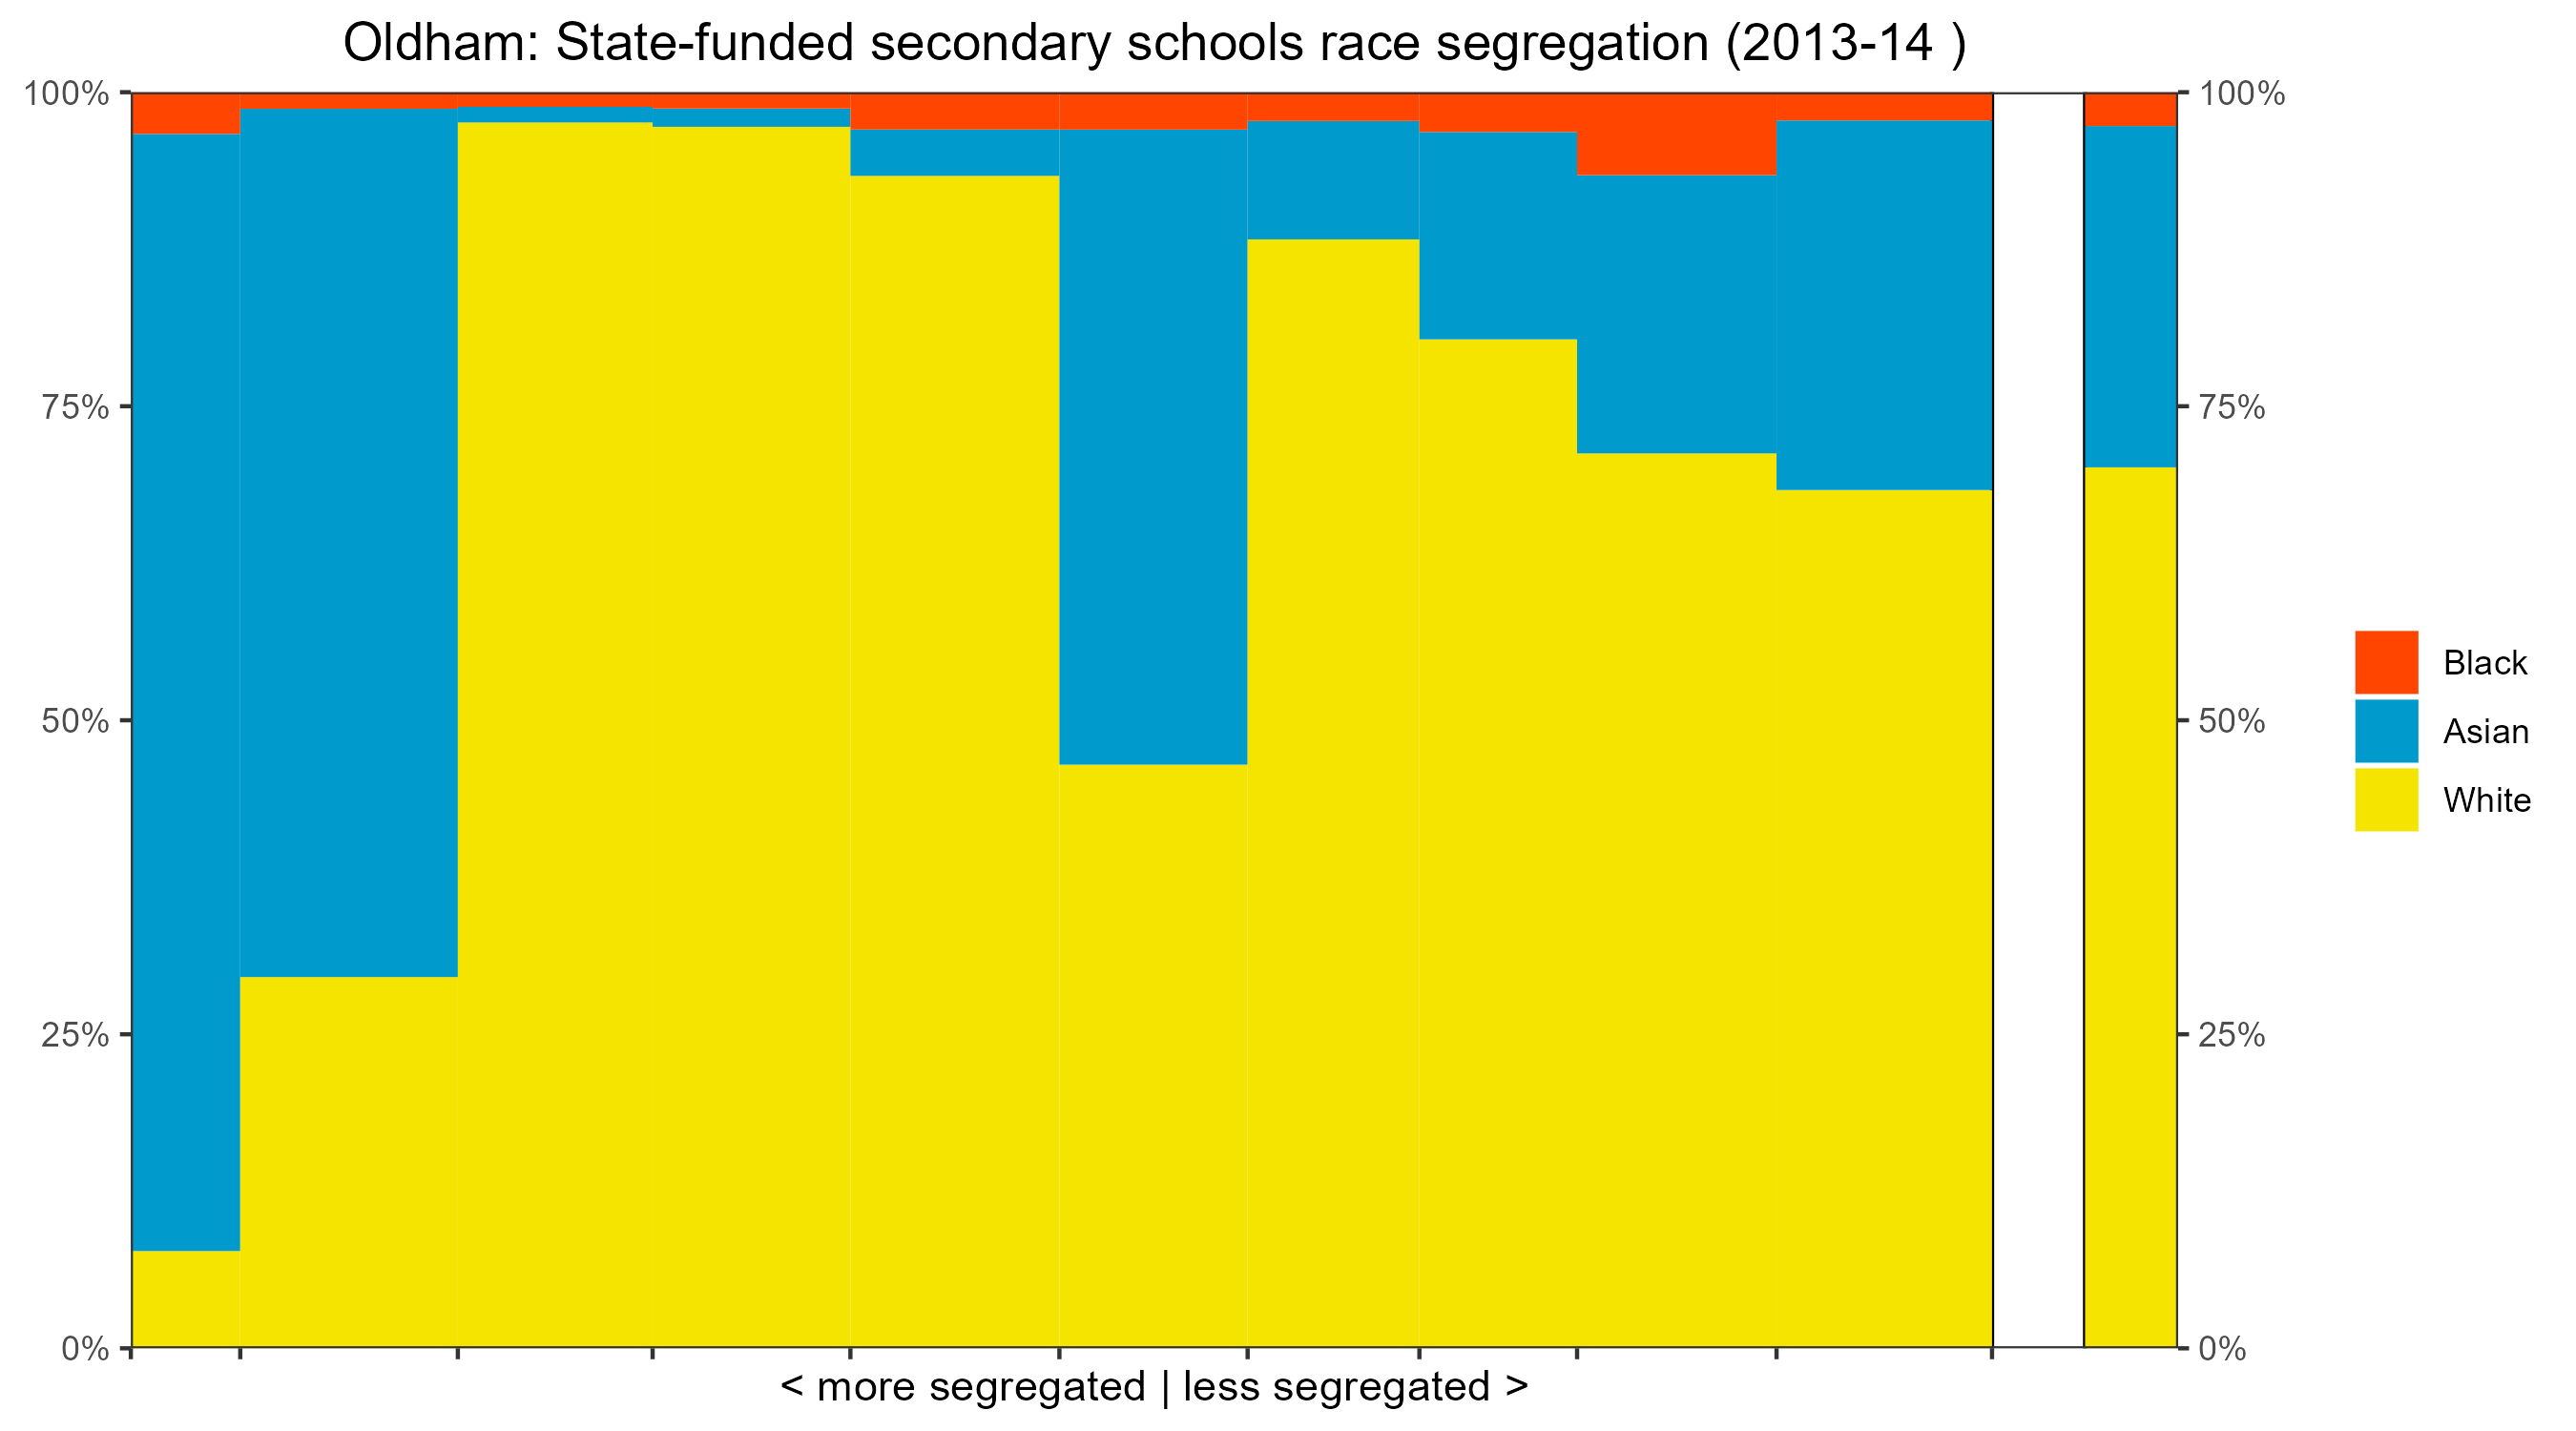 Oldham: State-funded secondary schools race segregation (2013-14 )
100%
75%
50%
25%
0%
100%
75%
50%
25%
0%
Black
Asian
White
< more segregated | less segregated >